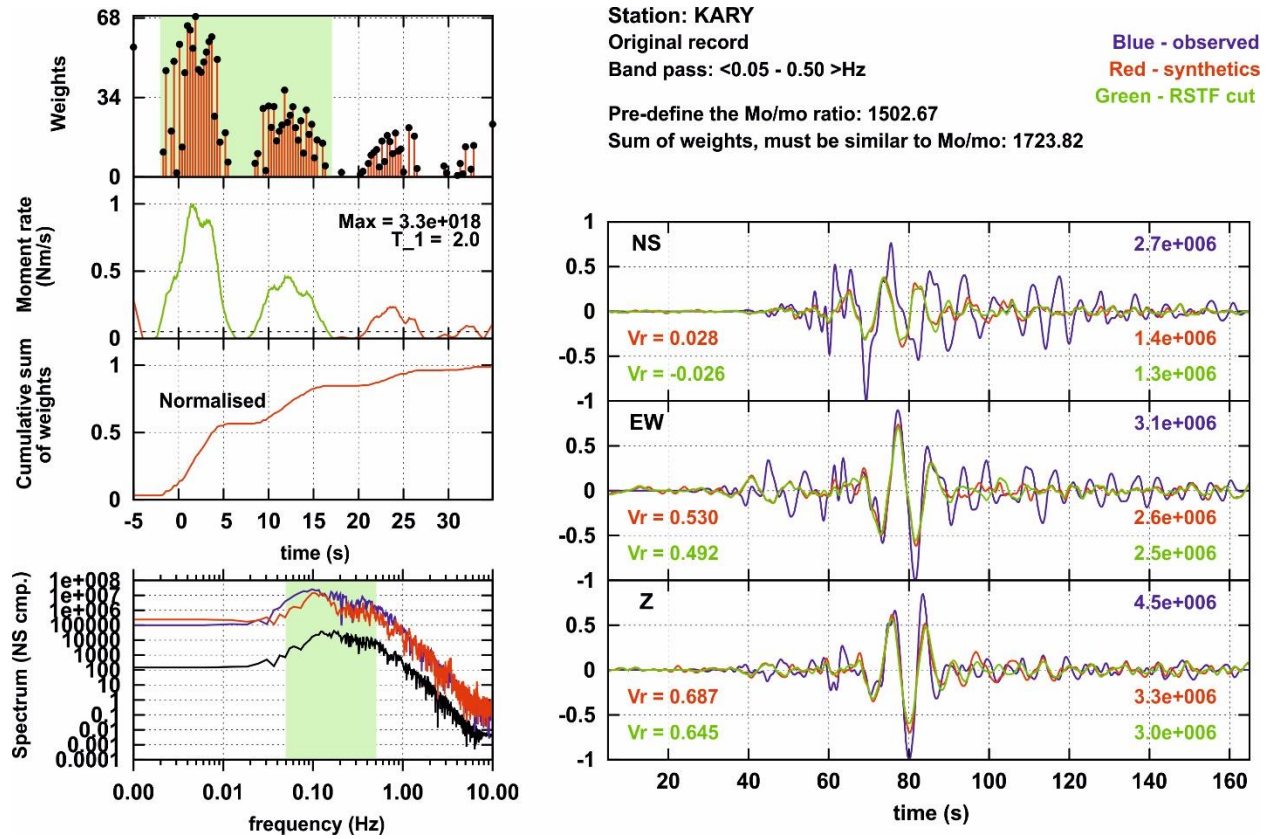 Station: KARY
Original record
Band pass: <0.05 - 0.50 >Hz
Pre-define the Mo/mo ratio: 1502.67
Sum of weights, must be similar to Mo/mo: 1723.82
Blue - observed
Red - synthetics
Green - RSTF cut
Weights
68
34
0
Moment rate
(Nm/s)
1
0.5
0
Max = 3.3e+018
T_1 = 2.0
Cumulative sum
of weights
1
0.5
0
Normalised
-5 0 5 10 15 20 25 30
time (s)
Spectrum (NS cmp.)
1e+008
1e+006
100000
1000
100
10
1
0.1
0.01
0.001
0.0001
0.00 0.01 0.10 1.00 10.00
frequency (Hz)
NS
1
0.5
0
-0.5
-1
2.7e+006
Vr = 0.028
1.4e+006
Vr = -0.026
1.3e+006
EW
0.5
0
-0.5
-1
3.1e+006
Vr = 0.530
2.6e+006
Vr = 0.492
2.5e+006
Z
0.5
0
-0.5
-1
4.5e+006
Vr = 0.687
3.3e+006
Vr = 0.645
3.0e+006
20 40 60 80 100 120 140 160
time (s)